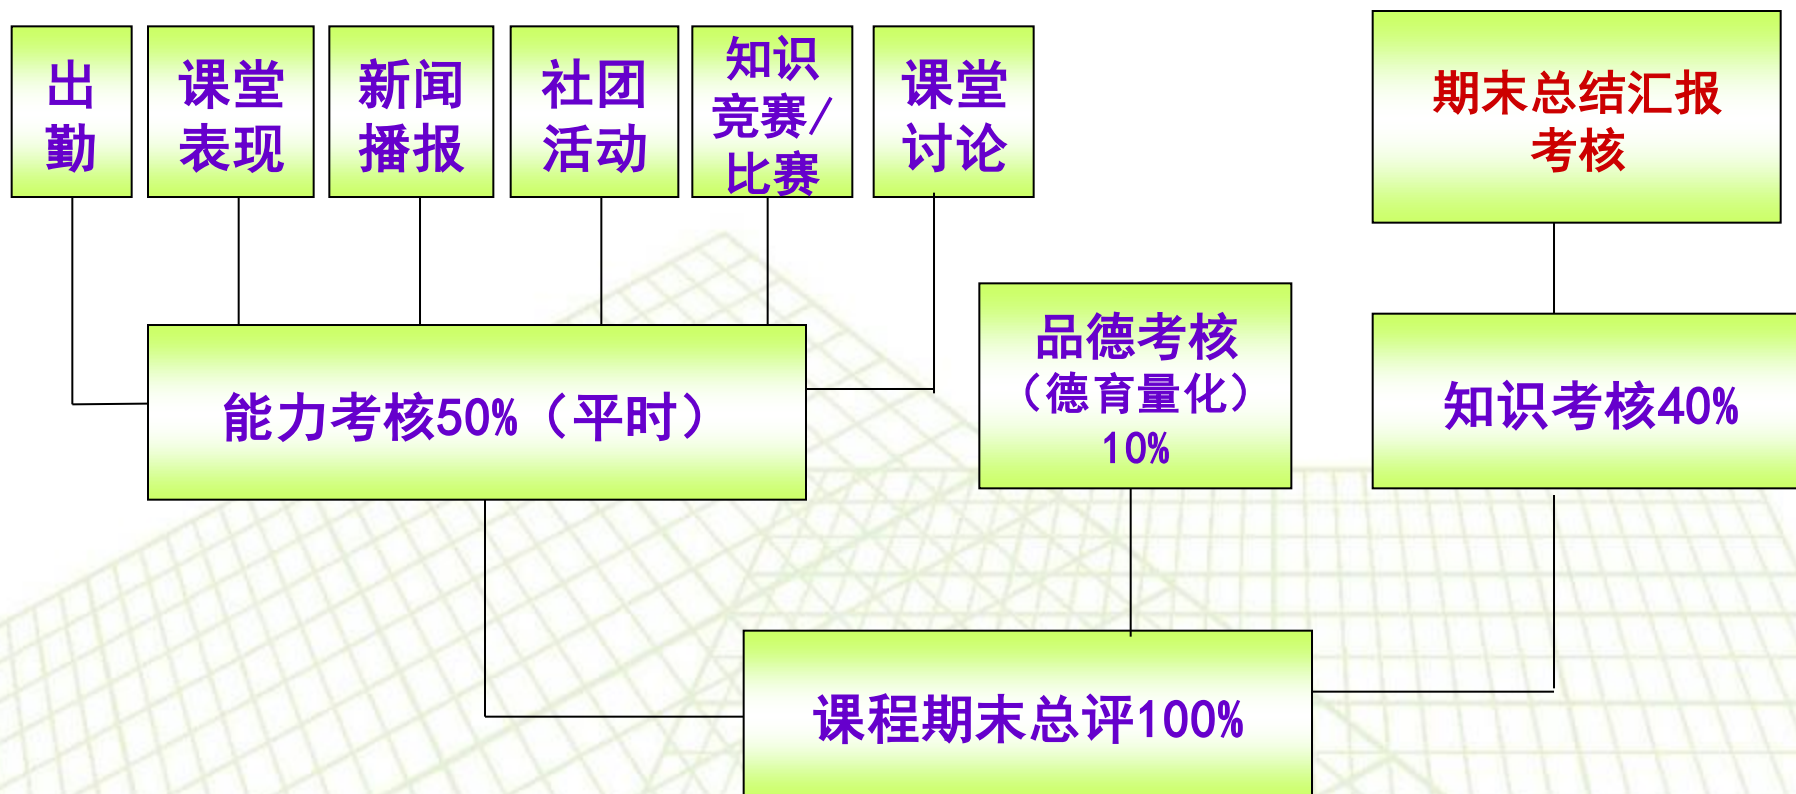 出
勤
课堂
表现
新闻
播报
社团
活动
知识
竞赛/
比赛
课堂
讨论
期末总结汇报
考核
能力考核50%（平时）
品德考核
（德育量化）
10%
知识考核40%
课程期末总评100%